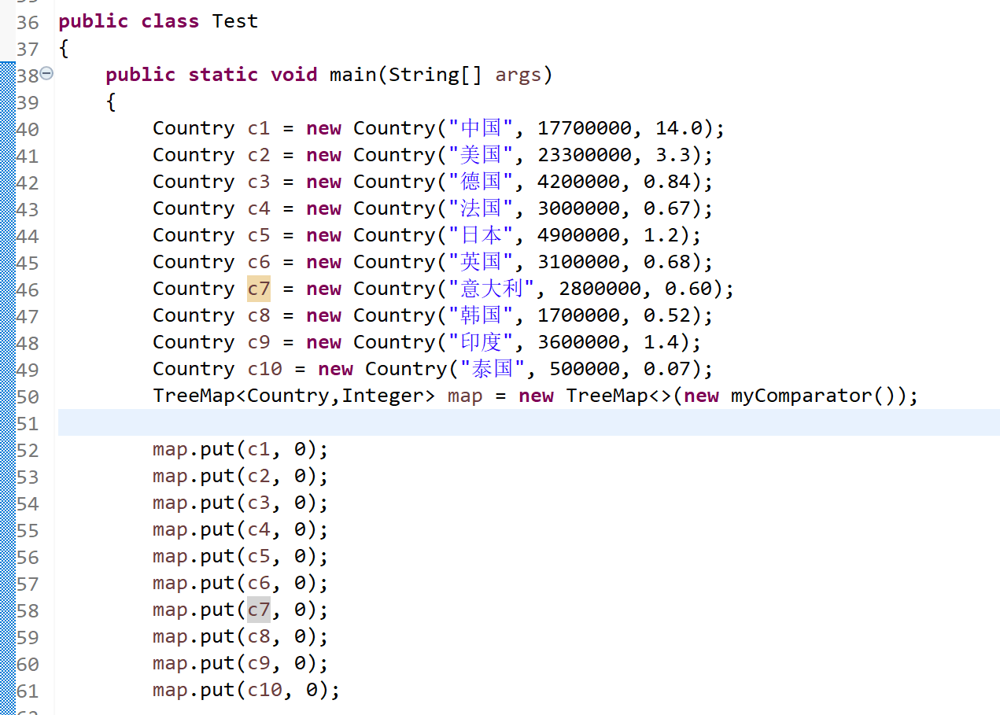 36 public class Test
37 {
38 public static void main(String[] args)
39 {
40 Country c1 = new Country("中国", 17700000, 14.0);
41 Country c2 = new Country("美国", 23300000, 3.3);
42 Country c3 = new Country("德国", 4200000, 0.84);
43 Country c4 = new Country("法国", 3000000, 0.67);
44 Country c5 = new Country("日本", 4900000, 1.2);
45 Country c6 = new Country("英国", 3100000, 0.68);
46 Country c7 = new Country("意大利", 2800000, 0.60);
47 Country c8 = new Country("韩国", 1700000, 0.52);
48 Country c9 = new Country("印度", 3600000, 1.4);
49 Country c10 = new Country("泰国", 500000, 0.07);
50 TreeMap<Country,Integer> map = new TreeMap<>(new myComparator());
51
52 map.put(c1, 0);
53 map.put(c2, 0);
54 map.put(c3, 0);
55 map.put(c4, 0);
56 map.put(c5, 0);
57 map.put(c6, 0);
58 map.put(c7, 0);
59 map.put(c8, 0);
60 map.put(c9, 0);
61 map.put(c10, 0);